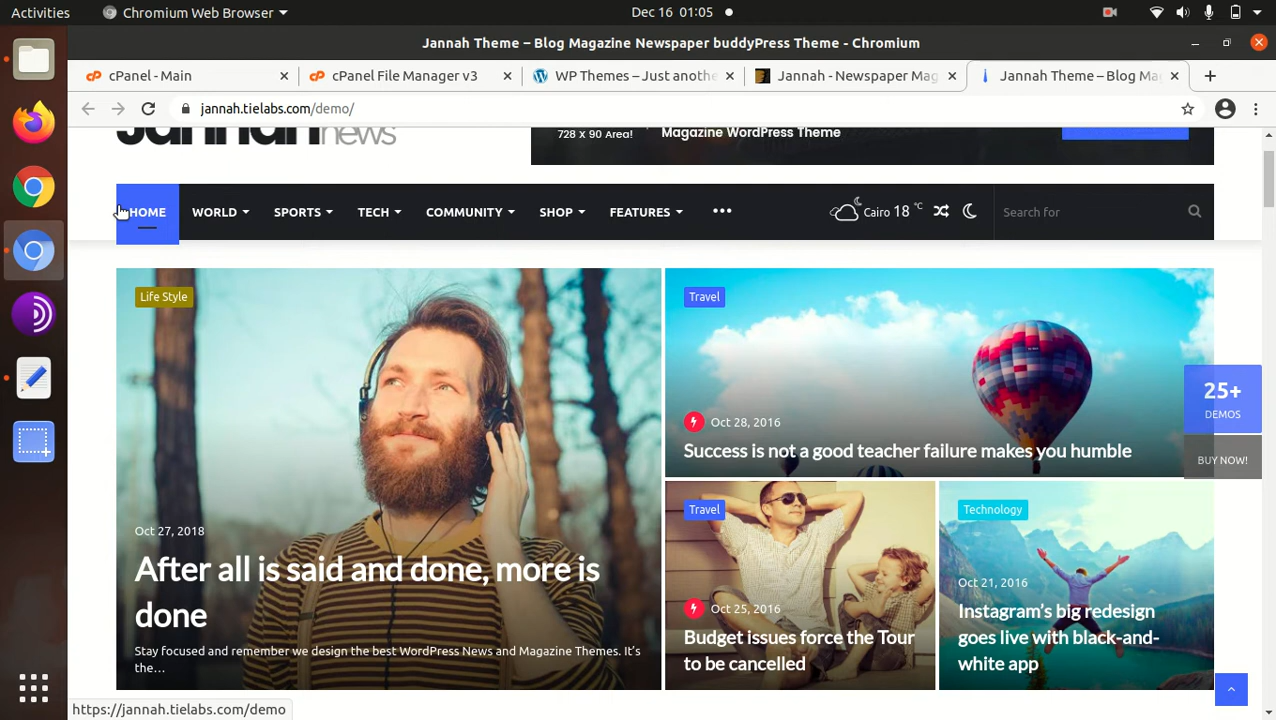 Activities
Chromium Web Browser
Dec 16 01:05
Jannah Theme – Blog Magazine Newspaper buddyPress Theme - Chromium
cPanel - Main
cPanel File Manager v3
WP Themes – Just anothe
Jannah - Newspaper Mag
Jannah Theme – Blog Ma
jannah.tielabs.com/demo/
Jannah news
728 x 90 Area!
Magazine WordPress Theme
HOME
WORLD
SPORTS
TECH
COMMUNITY
SHOP
FEATURES
Cairo 18 °C
Search for
Life Style
Oct 27, 2018
After all is said and done, more is
done
Stay focused and remember we design the best WordPress News and Magazine Themes. It's
the…
Travel
Oct 28, 2016
Success is not a good teacher failure makes you humble
25+
DEMOS
BUY NOW!
Travel
Oct 25, 2016
Budget issues force the Tour
to be cancelled
Technology
Oct 21, 2016
Instagram's big redesign
goes live with black-and-
white app
https://jannah.tielabs.com/demo